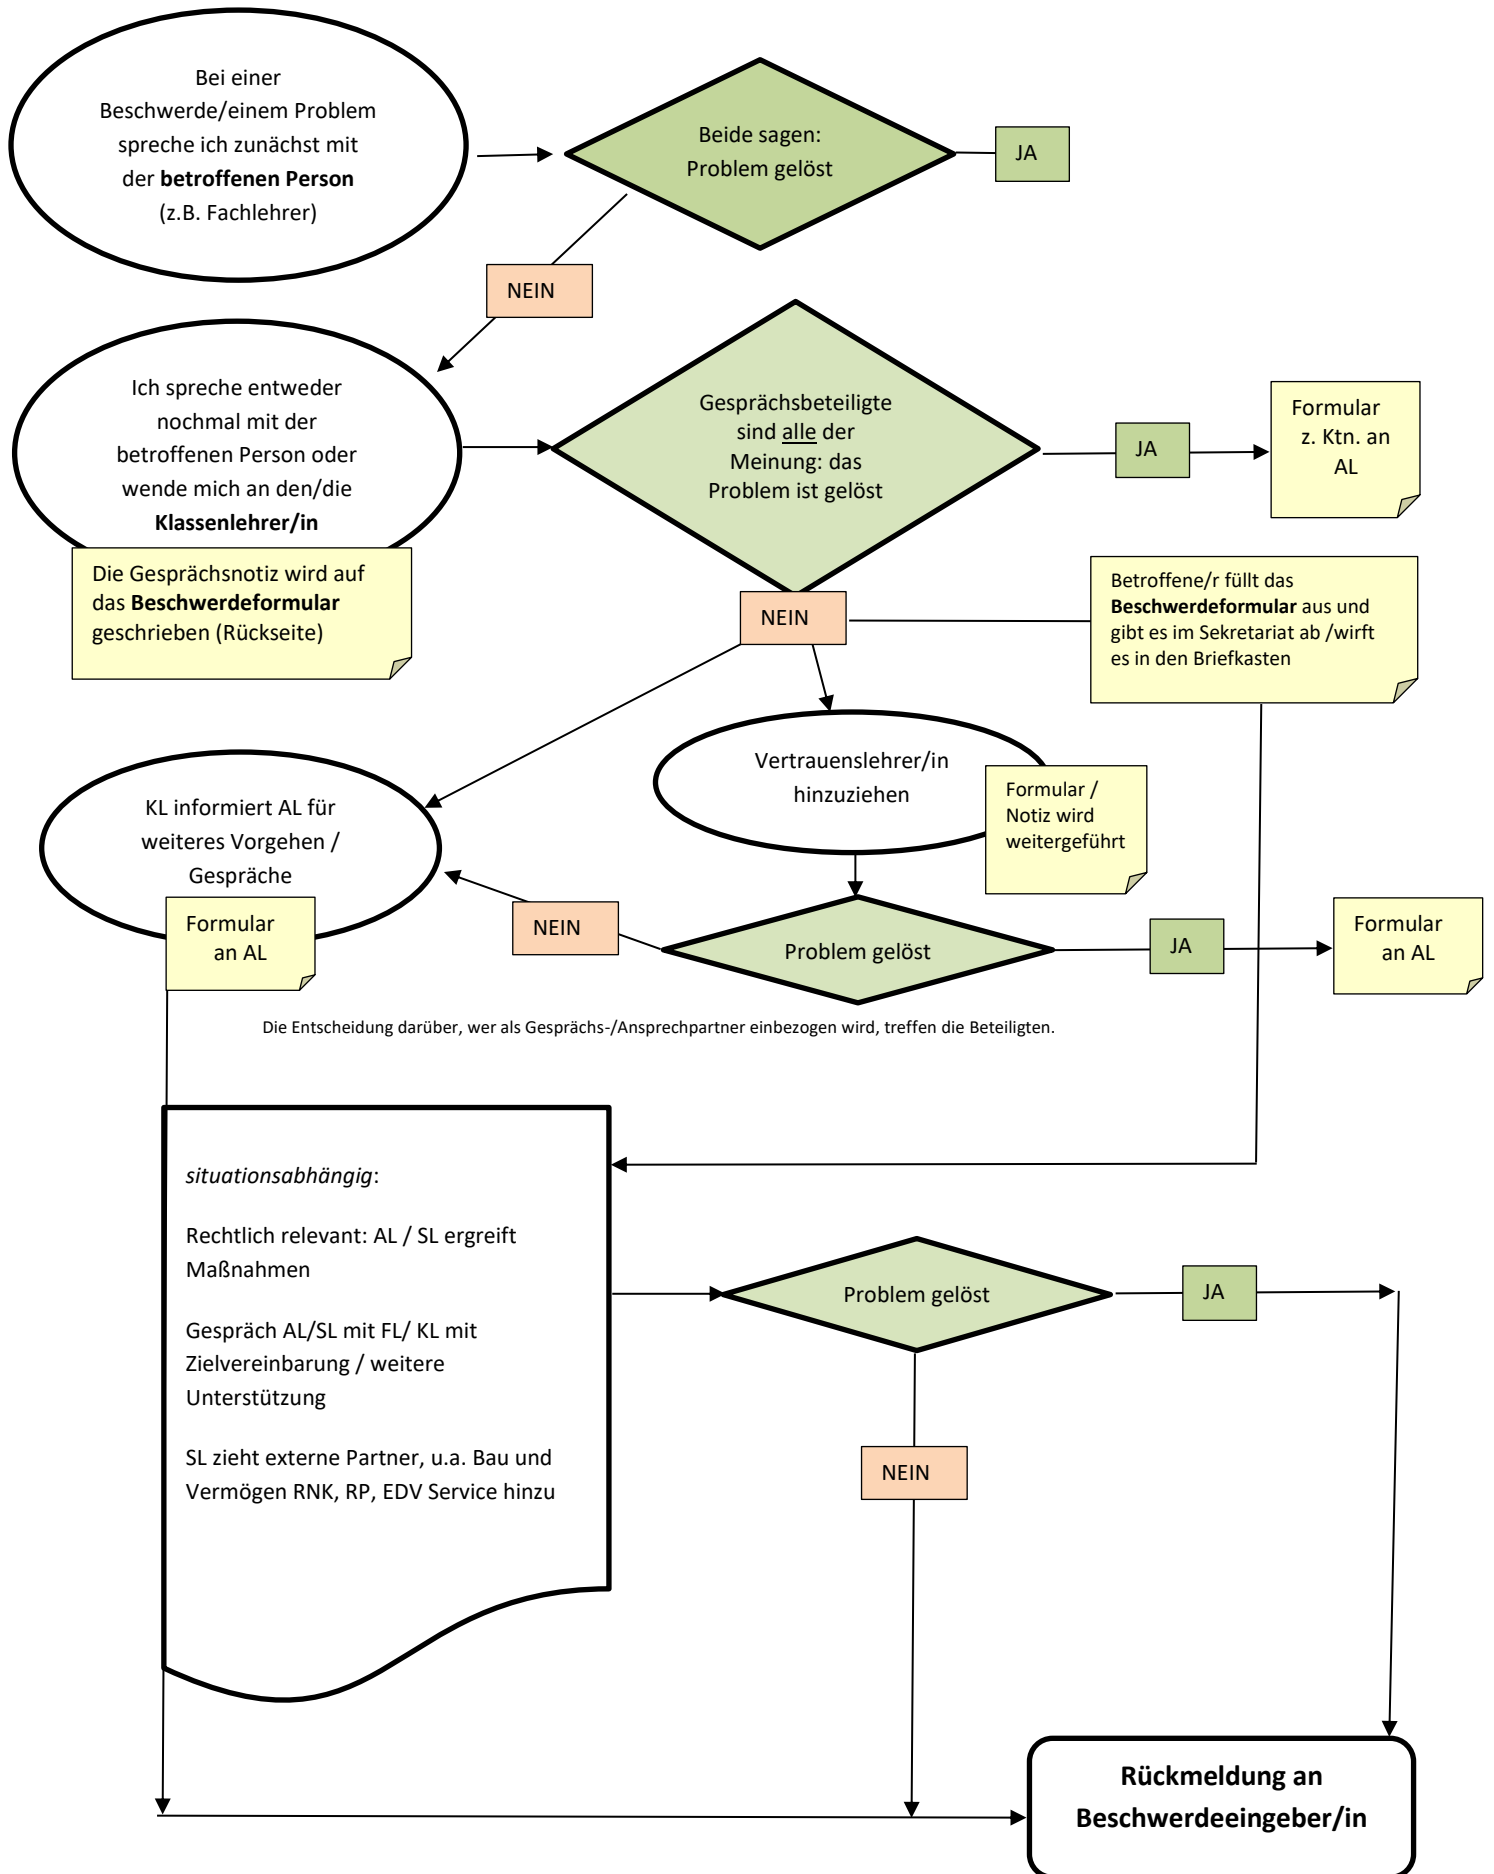 Bei einer
Beschwerde/einem Problem
spreche ich zunächst mit
der betroffenen Person
(z.B. Fachlehrer)
Beide sagen:
Problem gelöst
JA
NEIN
Ich spreche entweder
nochmal mit der
betroffenen Person oder
wende mich an den/die
Klassenlehrer/in
Die Gesprächsnotiz wird auf
das Beschwerdeformular
geschrieben (Rückseite)
Gesprächsbeteiligte
sind alle der
Meinung: das
Problem ist gelöst
JA
Formular
z. Ktn. an
AL
NEIN
Betroffene/r füllt das
Beschwerdeformular aus und
gibt es im Sekretariat ab /wirft
es in den Briefkasten
Vertrauenslehrer/in
hinzuziehen
Formular /
Notiz wird
weitergeführt
KL informiert AL für
weiteres Vorgehen /
Gespräche
Formular
an AL
NEIN
Problem gelöst
JA
Formular
an AL
Die Entscheidung darüber, wer als Gesprächs-/Ansprechpartner einbezogen wird, treffen die Beteiligten.
situationsabhängig:
Rechtlich relevant: AL / SL ergreift
Maßnahmen
Gespräch AL/SL mit FL/ KL mit
Zielvereinbarung / weitere
Unterstützung
SL zieht externe Partner, u.a. Bau und
Vermögen RNK, RP, EDV Service hinzu
Problem gelöst
JA
NEIN
Rückmeldung an
Beschwerdeeingeber/in